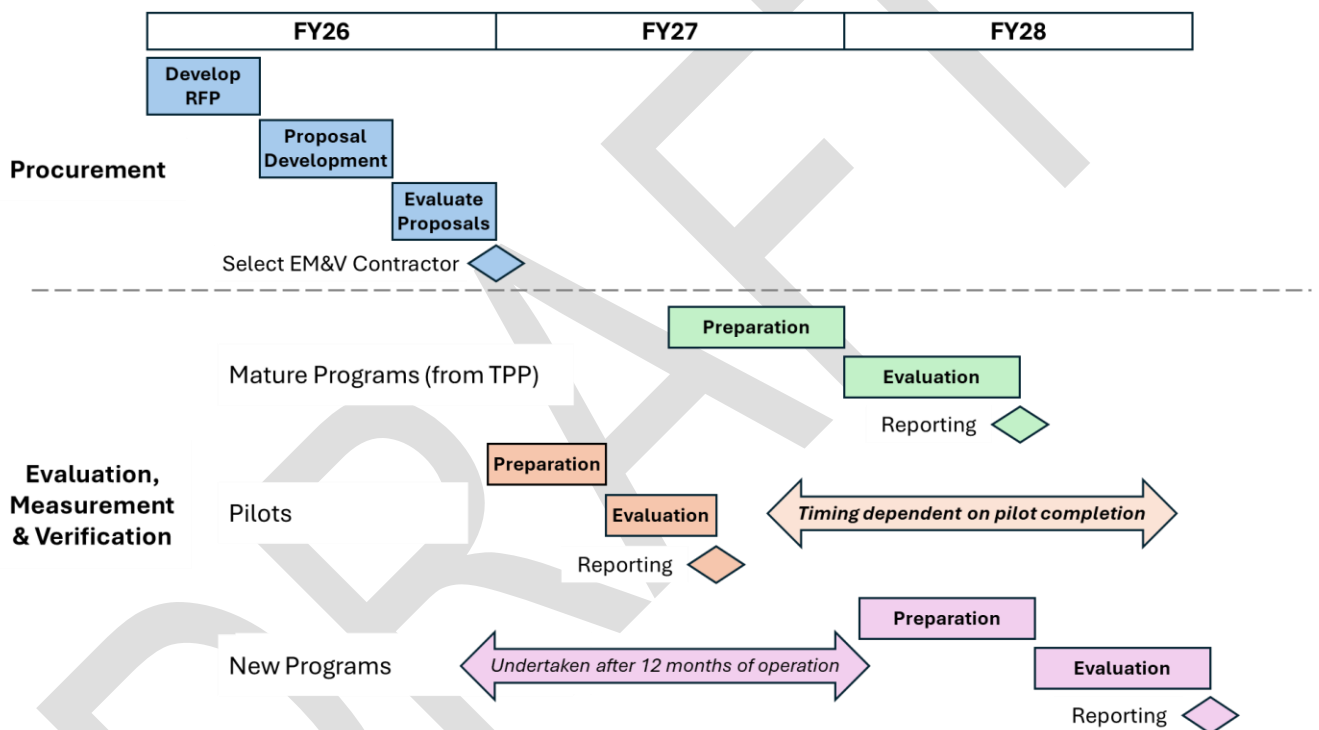 FY26 FY27 FY28
Develop
RFP
Proposal
Development
Procurement
Evaluate
Proposals
Select EM&V Contractor
Preparation
Mature Programs (from TPP)
Evaluation
Reporting
Evaluation,
Measurement
& Verification
Preparation
Pilots
Evaluation
Timing dependent on pilot completion
Reporting
Preparation
New Programs
Undertaken after 12 months of operation
Evaluation
Reporting
DRAFT